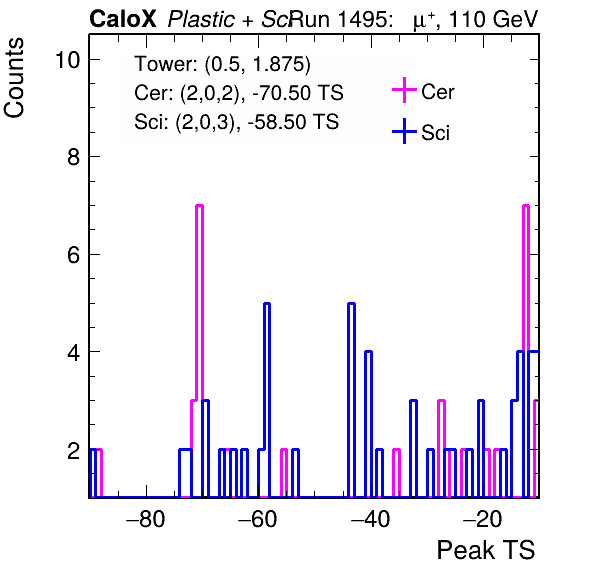 CaloX Plastic + Sci Run 1495: μ⁺, 110 GeV
Counts
Tower: (0.5, 1.875)
Cer: (2,0,2), -70.50 TS
Sci: (2,0,3), -58.50 TS
Cer
Sci
10
8
6
4
2
−80 −60 −40 −20
Peak TS